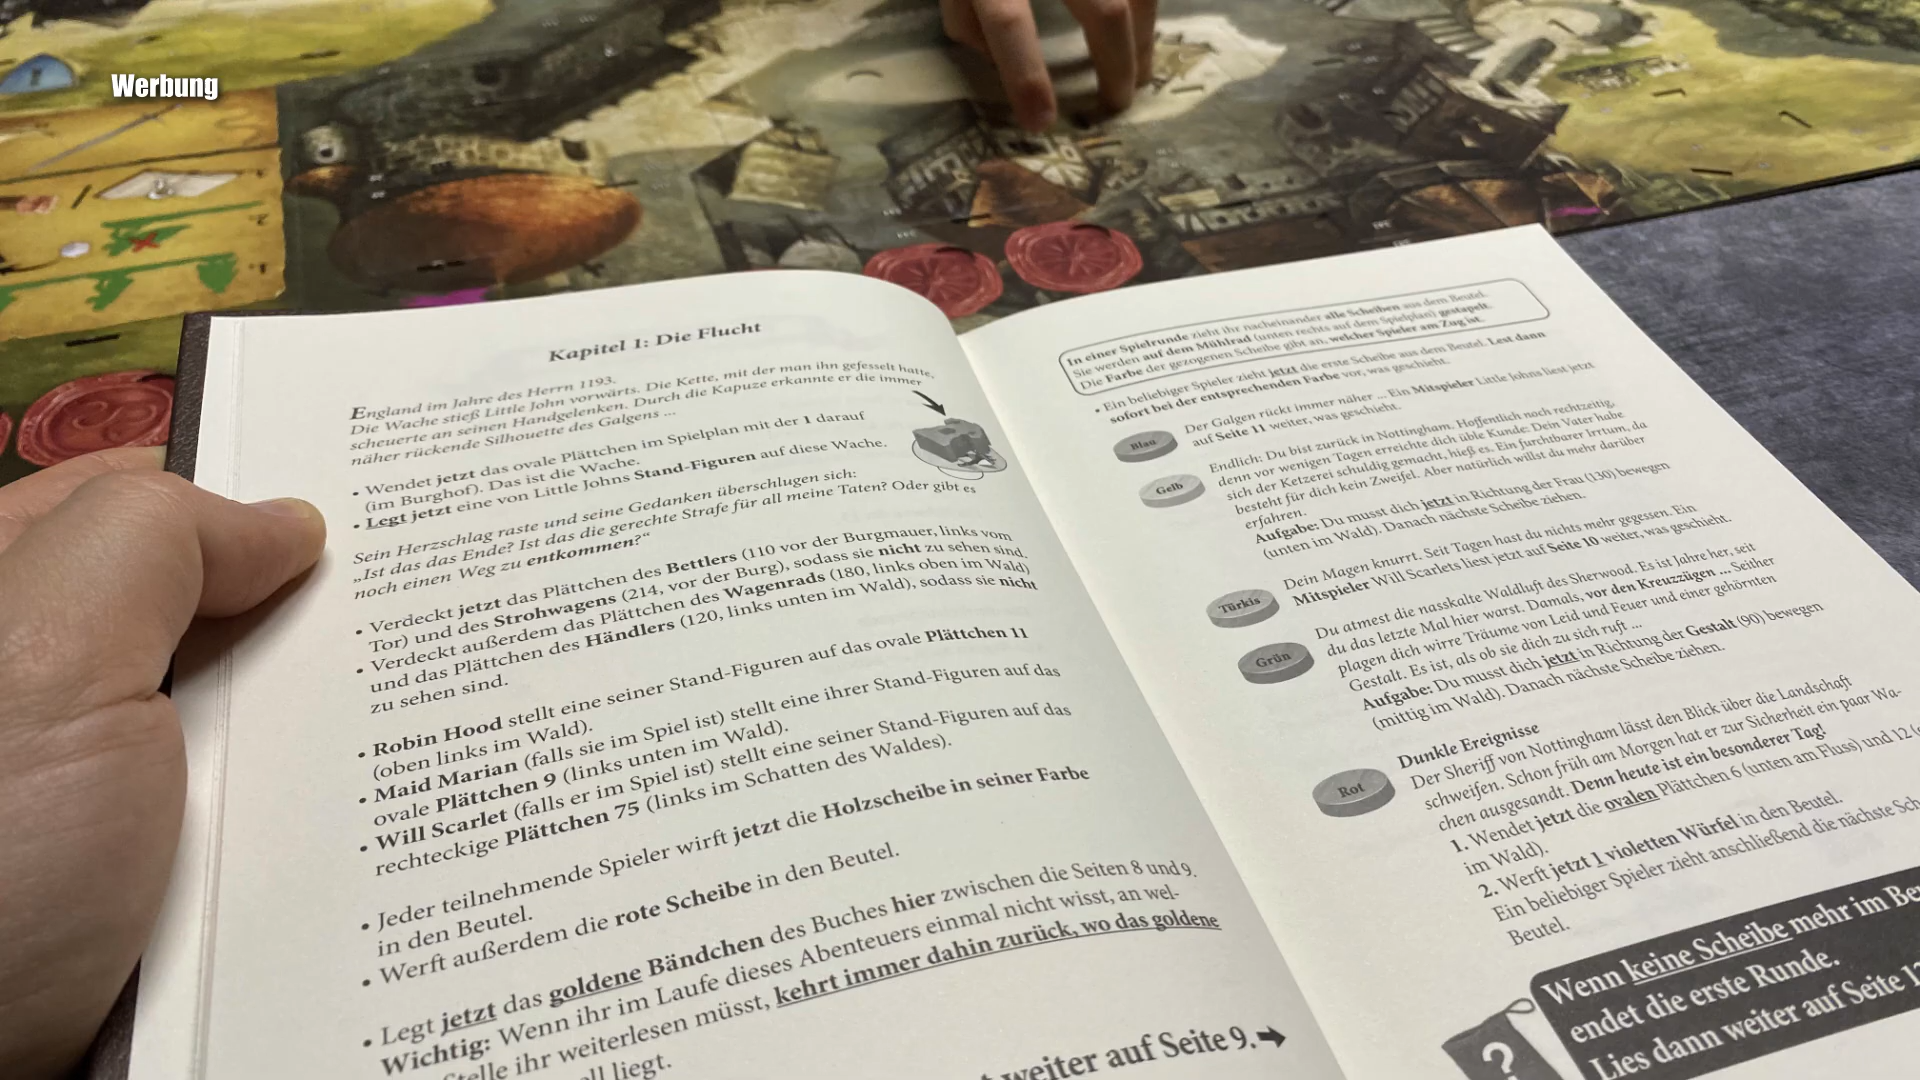 Werbung
Kapitel 1: Die Flucht
England im Jahre des Herrn 1193.
Die Wache stieß Little John vorwärts. Die Kette, mit der man ihn gefesselt hatte,
scheuerte an seinen Handgelenken. Durch die Kapuze erkannte er die immer
näher rückende Silhouette des Galgens ...
• Wendet jetzt das ovale Plättchen im Spielplan mit der 1 darauf
(im Burghof). Das ist die Wache.
• Legt jetzt eine von Little Johns Stand-Figuren auf diese Wache.
Sein Herzschlag raste und seine Gedanken überschlugen sich:
„Ist das das Ende? Ist das die gerechte Strafe für all meine Taten? Oder gibt es
noch einen Weg zu entkommen?“
• Verdeckt jetzt das Plättchen des Bettlers (110 vor der Burgmauer, links vom
Tor) und des Strohwagens (214, vor der Burg), sodass sie nicht zu sehen sind.
• Verdeckt außerdem das Plättchen des Wagenrads (180, links oben im Wald)
und das Plättchen des Händlers (120, links unten im Wald), sodass sie nicht
zu sehen sind.
• Robin Hood stellt eine seiner Stand-Figuren auf das ovale Plättchen 11
(oben links im Wald).
• Maid Marian (falls sie im Spiel ist) stellt eine ihrer Stand-Figuren auf das
ovale Plättchen 9 (links unten im Wald).
• Will Scarlet (falls er im Spiel ist) stellt eine seiner Stand-Figuren auf das
rechteckige Plättchen 75 (links im Schatten des Waldes).
• Jeder teilnehmende Spieler wirft jetzt die Holzscheibe in seiner Farbe
in den Beutel.
• Werft außerdem die rote Scheibe in den Beutel.
• Legt jetzt das goldene Bändchen des Buches hier zwischen die Seiten 8 und 9.
Wichtig: Wenn ihr im Laufe dieses Abenteuers einmal nicht wisst, an wel-
Stelle ihr weiterlesen müsst, kehrt immer dahin zurück, wo das goldene
liegt.
weiter auf Seite 9.
In einer Spielrunde zieht ihr nacheinander alle Scheiben aus dem Beutel.
Sie werden auf dem Mühlrad (unten rechts auf dem Spielplan) gestapelt.
Die Farbe der gezogenen Scheibe gibt an, welcher Spieler am Zug ist.
• Ein beliebiger Spieler zieht jetzt die erste Scheibe aus dem Beutel. Lest dann
sofort bei der entsprechenden Farbe vor, was geschieht.
Blau
Der Galgen rückt immer näher ... Ein Mitspieler Little Johns liest jetzt
auf Seite 11 weiter, was geschieht.
Gelb
Endlich: Du bist zurück in Nottingham. Hoffentlich noch rechtzeitig,
denn vor wenigen Tagen erreichte dich üble Kunde: Dein Vater habe
sich der Ketzerei schuldig gemacht, hieß es. Ein furchtbarer Irrtum, da
besteht für dich kein Zweifel. Aber natürlich willst du mehr darüber
erfahren.
Aufgabe: Du musst dich jetzt in Richtung der Frau (130) bewegen
(unten im Wald). Danach nächste Scheibe ziehen.
Türkis
Dein Magen knurrt. Seit Tagen hast du nichts mehr gegessen. Ein
Mitspieler Will Scarlets liest jetzt auf Seite 10 weiter, was geschieht.
Grün
Du atmest die nasskalte Waldluft des Sherwood. Es ist Jahre her, seit
du das letzte Mal hier warst. Damals, vor den Kreuzzügen ... Seither
plagen dich wirre Träume von Leid und Feuer und einer gehörnten
Gestalt. Es ist, als ob sie dich zu sich ruft ...
Aufgabe: Du musst dich jetzt in Richtung der Gestalt (90) bewegen
(mittig im Wald). Danach nächste Scheibe ziehen.
Rot
Dunkle Ereignisse
Der Sheriff von Nottingham lässt den Blick über die Landschaft
schweifen. Schon früh am Morgen hat er zur Sicherheit ein paar Wa-
chen ausgesandt. Denn heute ist ein besonderer Tag!
1. Wendet jetzt die ovalen Plättchen 6 (unten am Fluss) und 12
im Wald).
2. Werft jetzt 1 violetten Würfel in den Beutel.
Ein beliebiger Spieler zieht anschließend die nächste
Beutel.
?
Wenn keine Scheibe mehr im
endet die erste Runde.
Lies dann weiter auf Seite